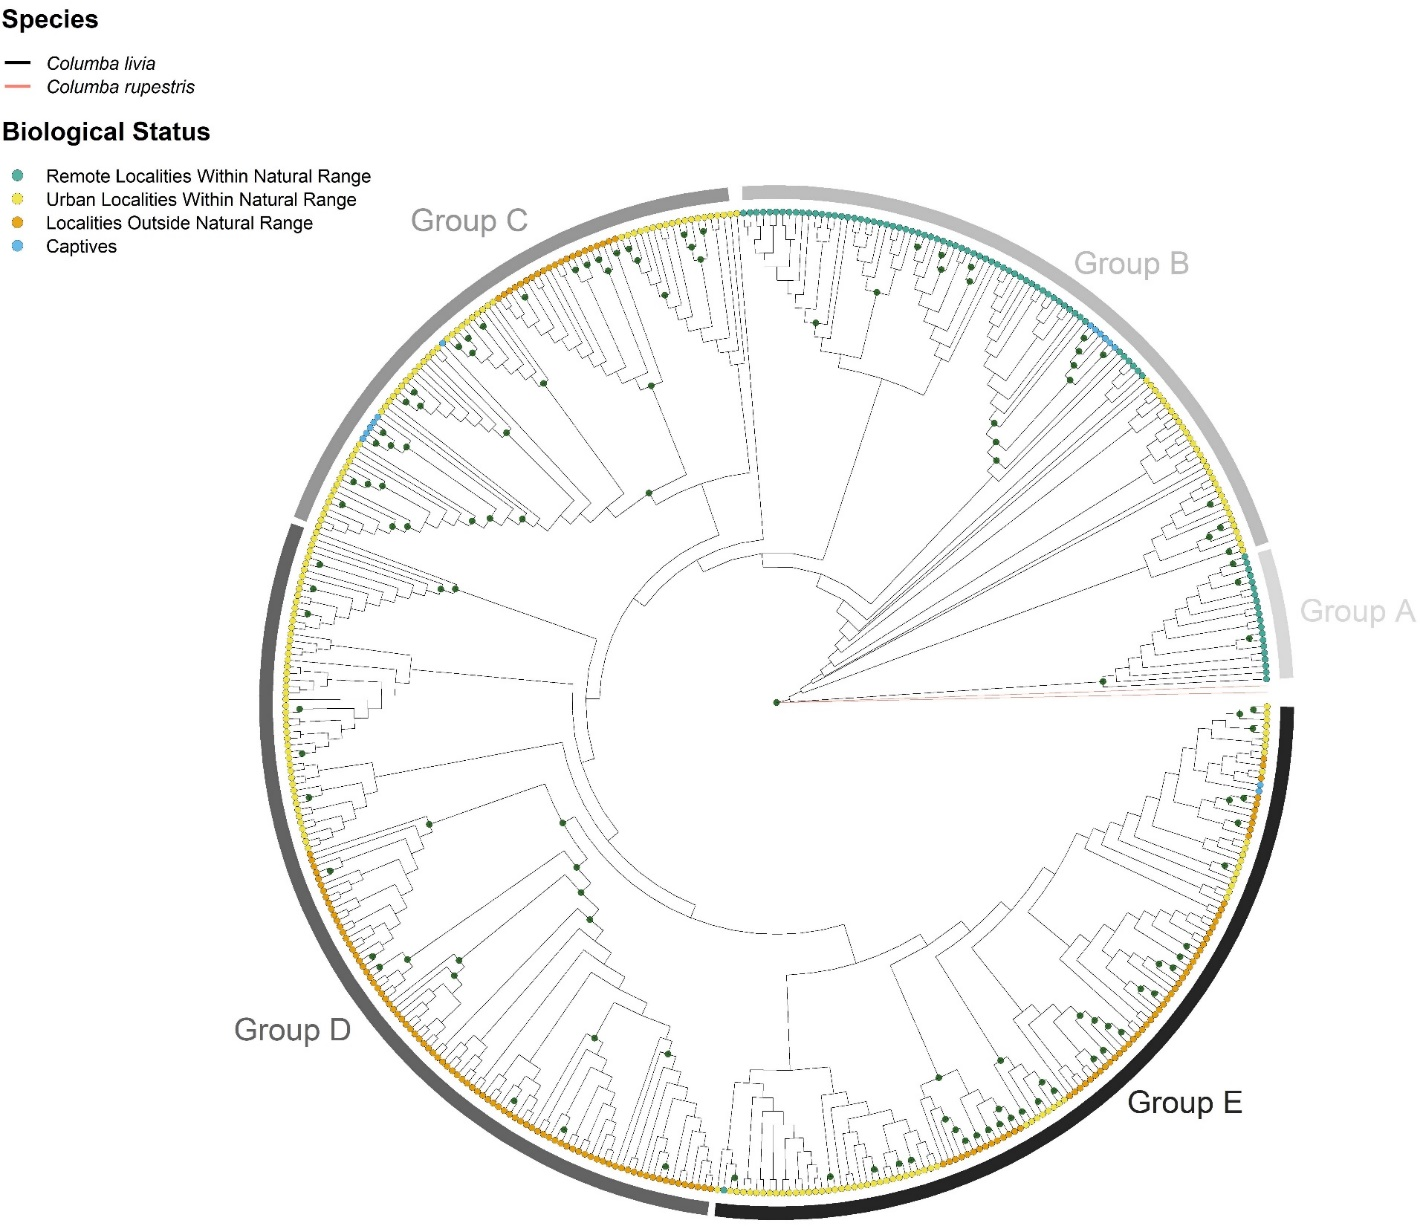 Species
Columba livia
Columba rupestris
Biological Status
Remote Localities Within Natural Range
Urban Localities Within Natural Range
Localities Outside Natural Range
Captives
Group C
Group B
Group A
Group D
Group E